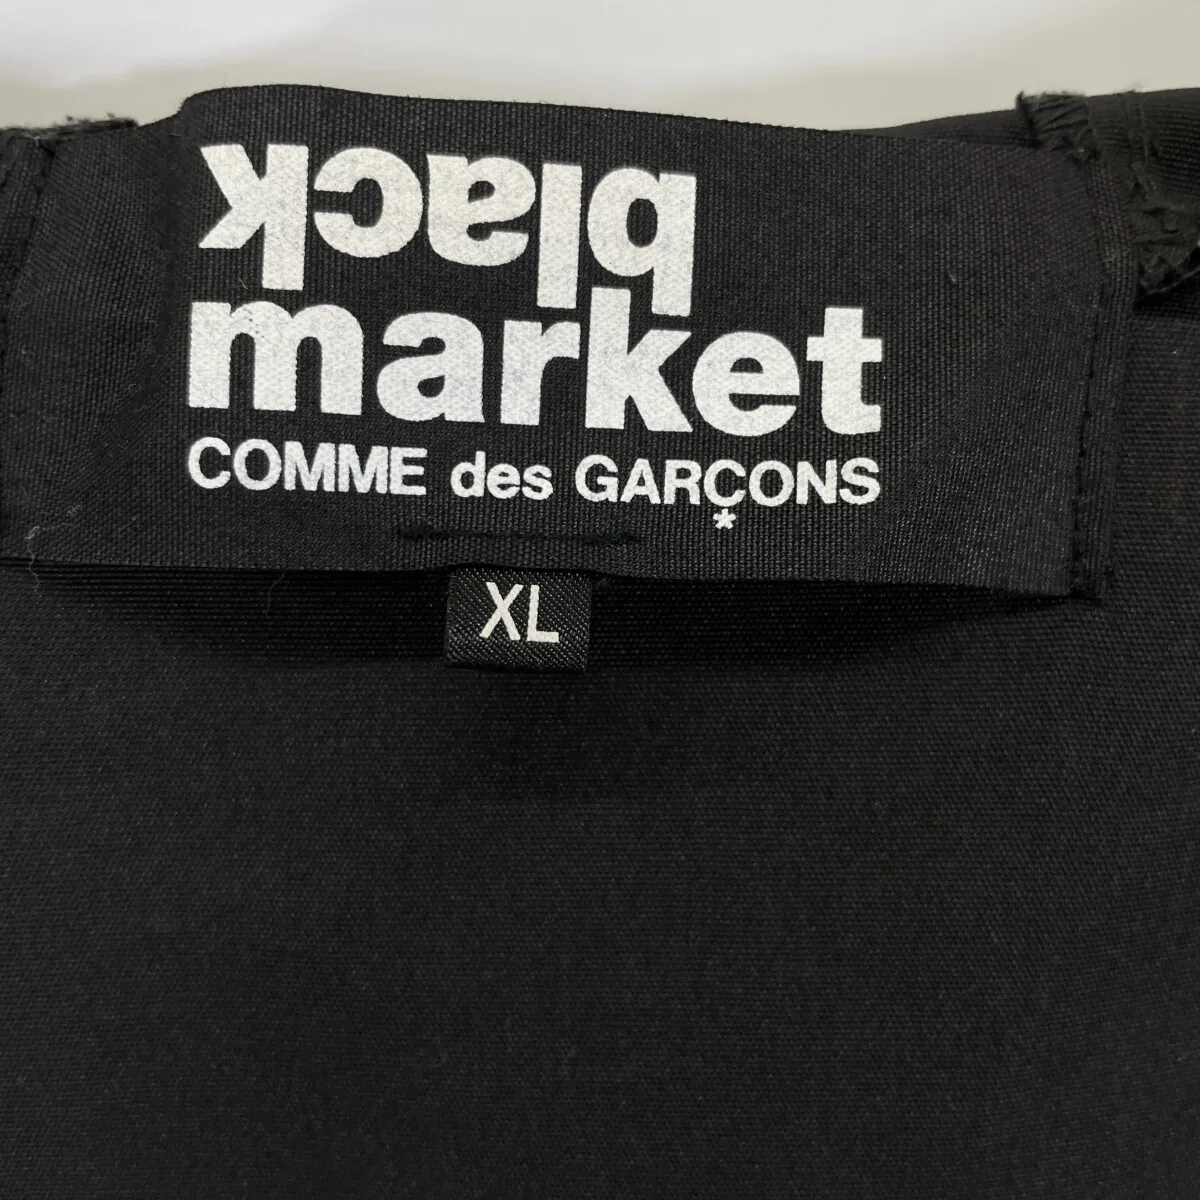 black
market
COMME des GARÇONS
*
XL